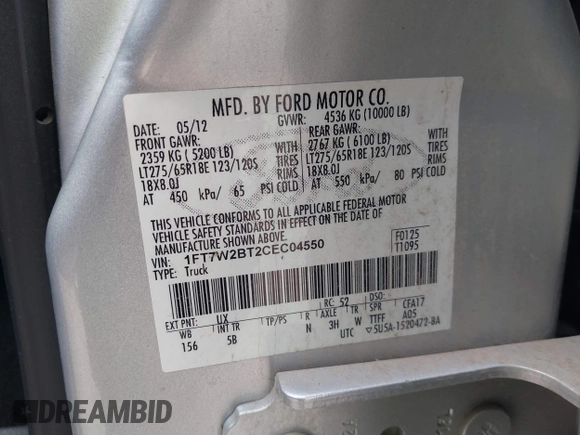 MFD. BY FORD MOTOR CO.
DATE: 05/12 GVWR: 4536 KG (10000 LB)
FRONT GAWR: REAR GAWR:
2359 KG ( 5200 LB) WITH 2767 KG ( 6100 LB) WITH
LT275/65R18E 123/120S TIRES LT275/65R18E 123/120S TIRES
18X8.0J RIMS 18X8.0J RIMS
AT 450 kPa/ 65 PSI COLD AT 550 kPa/ 80 PSI COLD
THIS VEHICLE CONFORMS TO ALL APPLICABLE FEDERAL MOTOR
VEHICLE SAFETY STANDARDS IN EFFECT ON THE DATE OF
MANUFACTURE SHOWN ABOVE.
VIN: 1FT7W2BT2CEC04550 F0125
TYPE: Truck T1095
EXT PNT: UX RC: 52 DSO:
WB INT TR TP/PS R AXLE TR SPR CFA17
156 5B N 3H W TTFF A05
UTC ▽5U5A-1520472-BA
DREAMBID